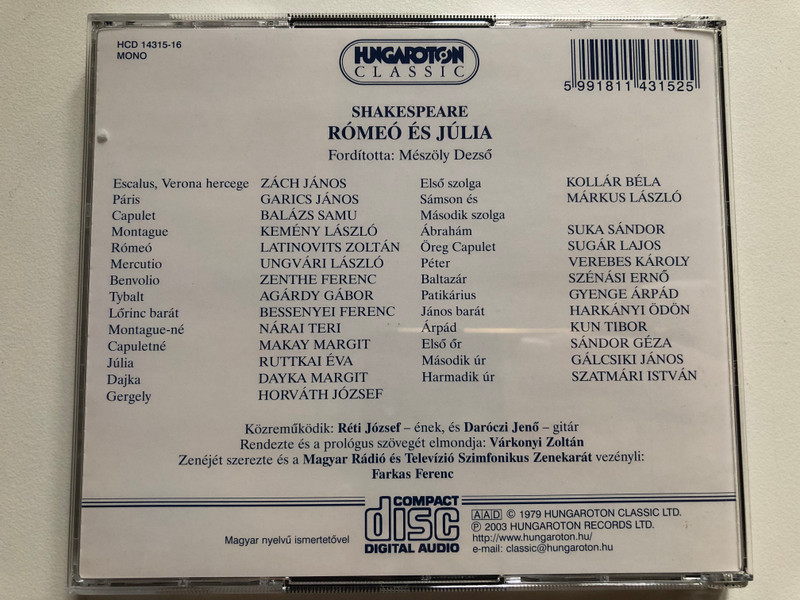 HCD 14315-16
MONO
HUNGAROTON
CLASSIC
5 991811 431525
SHAKESPEARE
RÓMEÓ ÉS JÚLIA
Fordította: Mészöly Dezső
Escalus, Verona hercege ZÁCH JÁNOS
Páris GARICS JÁNOS
Capulet BALÁZS SAMU
Montague KEMÉNY LÁSZLÓ
Rómeó LATINOVITS ZOLTÁN
Mercutio UNGVÁRI LÁSZLÓ
Benvolio ZENTHE FERENC
Tybalt AGÁRDY GÁBOR
Lőrinc barát BESSENYEI FERENC
Montague-né NÁRAI TERI
Capuletné MAKAY MARGIT
Júlia RUTTKAI ÉVA
Dajka DAYKA MARGIT
Gergely HORVÁTH JÓZSEF
Első szolga KOLLÁR BÉLA
Sámson és MÁRKUS LÁSZLÓ
Második szolga
Ábrahám SUKA SÁNDOR
Öreg Capulet SUGÁR LAJOS
Péter VEREBES KÁROLY
Baltazár SZÉNÁSI ERNŐ
Patikárius GYENGE ÁRPÁD
János barát HARKÁNYI ÖDÖN
Árpád KUN TIBOR
Első őr SÁNDOR GÉZA
Második úr GÁLCSIKI JÁNOS
Harmadik úr SZATMÁRI ISTVÁN
Közreműködik: Réti József – ének, és Daróczi Jenő – gitár
Rendezte és a prológus szövegét elmondja: Várkonyi Zoltán
Zenéjét szerezte és a Magyar Rádió és Televízió Szimfonikus Zenekarát vezényli:
Farkas Ferenc
Magyar nyelvű ismertetővel
COMPACT
disc
DIGITAL AUDIO
AAD © 1979 HUNGAROTON CLASSIC LTD.
℗ 2003 HUNGAROTON RECORDS LTD.
http://www.hungaroton.hu/
e-mail: classic@hungaroton.hu